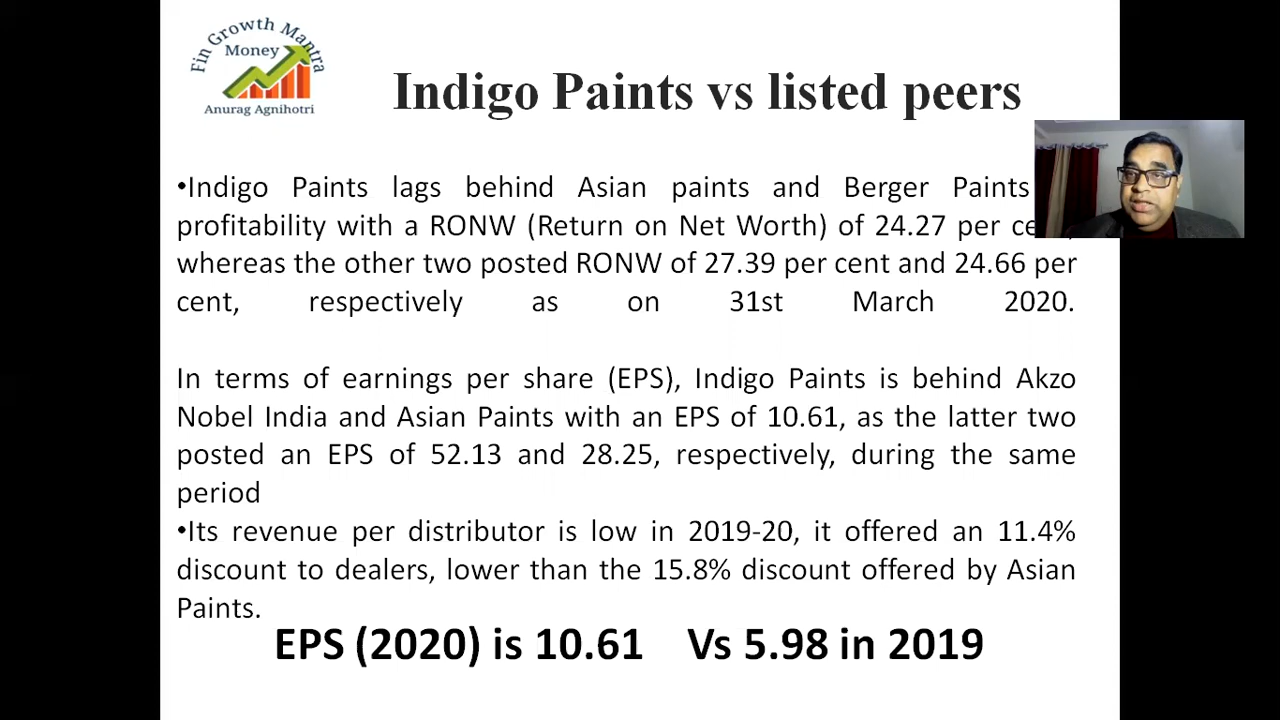 Fin Growth Mantra
Money
Anurag Agnihotri
Indigo Paints vs listed peers
•Indigo Paints lags behind Asian paints and Berger Paints
profitability with a RONW (Return on Net Worth) of 24.27 per
whereas the other two posted RONW of 27.39 per cent and 24.66 per
cent, respectively as on 31st March 2020.
In terms of earnings per share (EPS), Indigo Paints is behind Akzo
Nobel India and Asian Paints with an EPS of 10.61, as the latter two
posted an EPS of 52.13 and 28.25, respectively, during the same
period
•Its revenue per distributor is low in 2019-20, it offered an 11.4%
discount to dealers, lower than the 15.8% discount offered by Asian
Paints.
EPS (2020) is 10.61 Vs 5.98 in 2019